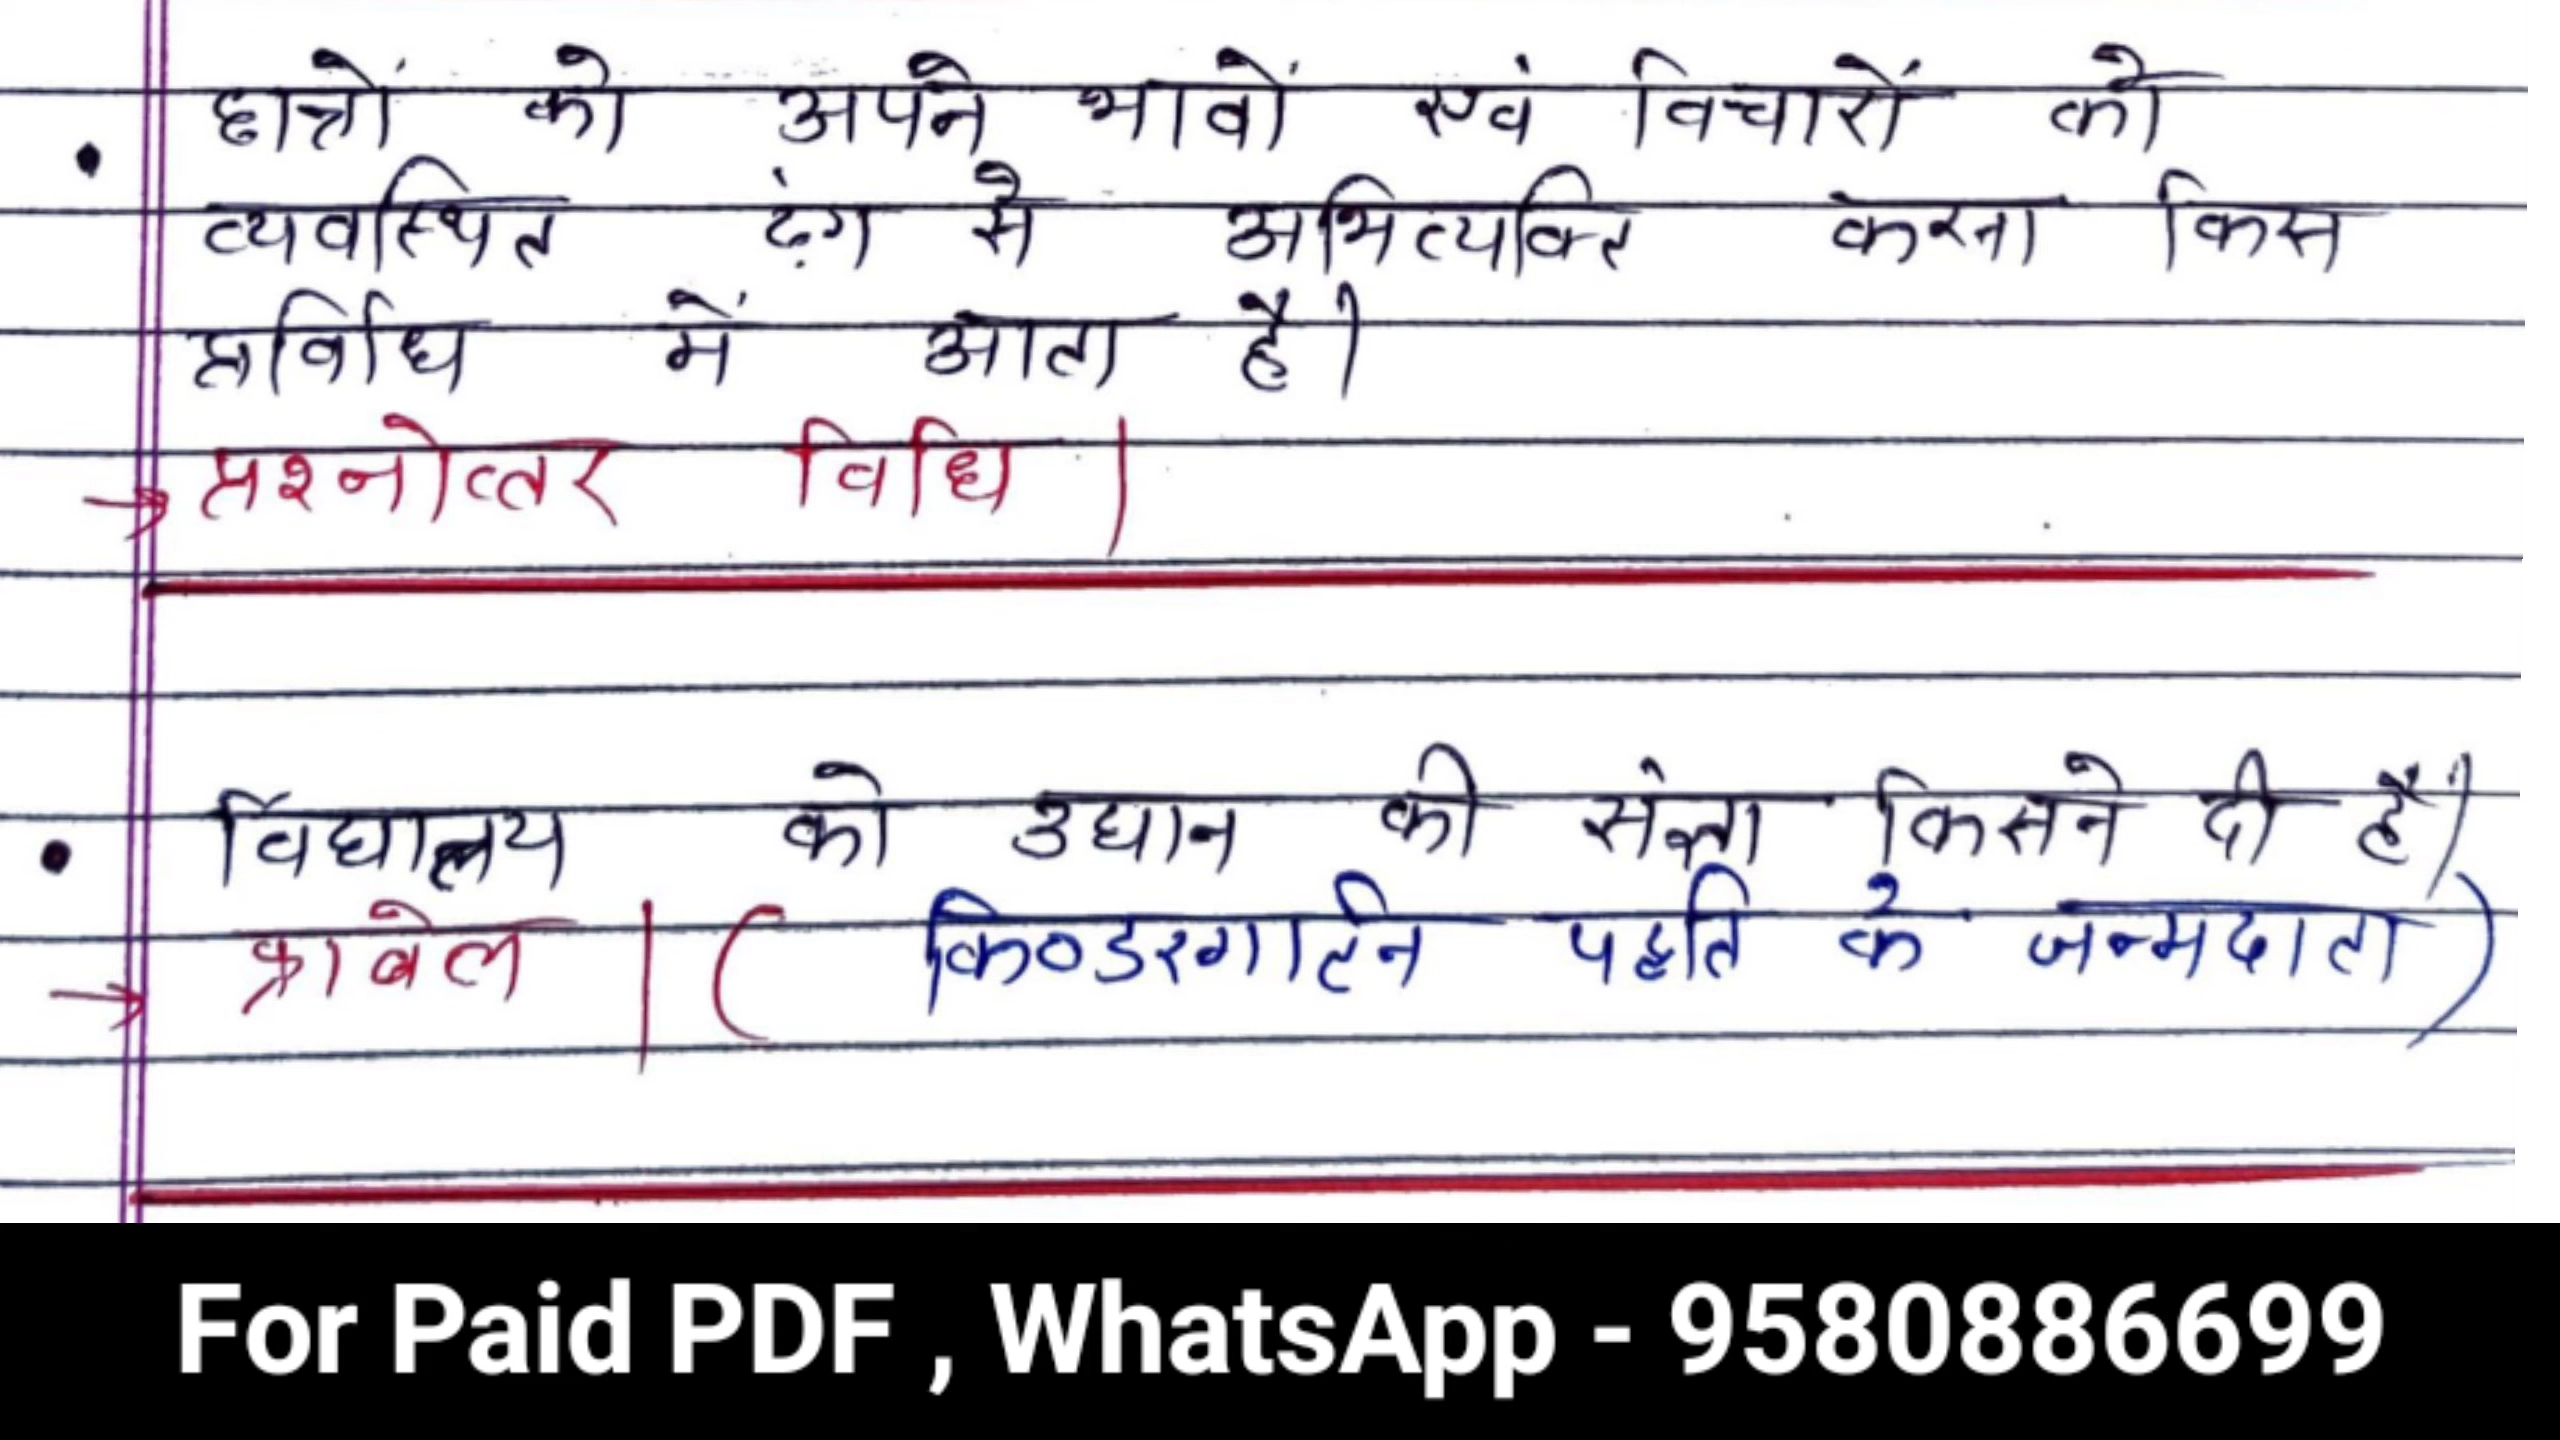 छात्रों को अपने भावों एवं विचारों को
व्यवस्थित ढ़ंग से अभिव्यक्ति करना किस
प्रविधि में आता है।
प्रश्नोत्तर विधि।
विद्यालय को उद्यान की संज्ञा किसने दी है।
फ्राबेल। (किण्डरगार्टन पद्दति के जन्मदाता)
For Paid PDF , WhatsApp - 9580886699